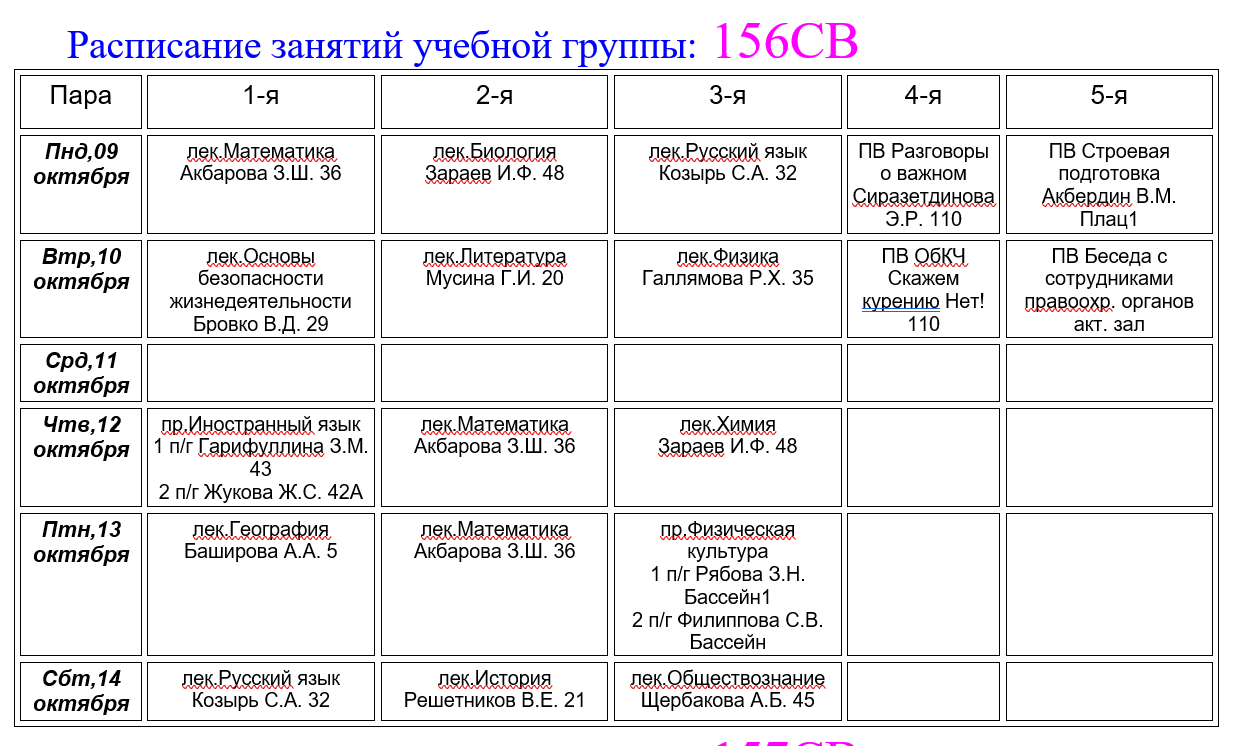 Расписание занятий учебной группы: 156СВ
Пара
1-я
2-я
3-я
4-я
5-я
Пнд,09
октября
лек.Математика
Акбарова З.Ш. 36
лек.Биология
Зараев И.Ф. 48
лек.Русский язык
Козырь С.А. 32
ПВ Разговоры
о важном
Сиразетдинова
Э.Р. 110
ПВ Строевая
подготовка
Акбердин В.М.
Плац1
Втр,10
октября
лек.Основы
безопасности
жизнедеятельности
Бровко В.Д. 29
лек.Литература
Мусина Г.И. 20
лек.Физика
Галлямова Р.Х. 35
ПВ ОбКЧ
Скажем
курению Нет!
110
ПВ Беседа с
сотрудниками
правоохр. органов
акт. зал
Срд,11
октября
Чтв,12
октября
пр.Иностранный язык
1 п/г Гарифуллина З.М.
43
2 п/г Жукова Ж.С. 42А
лек.Математика
Акбарова З.Ш. 36
лек.Химия
Зараев И.Ф. 48
Птн,13
октября
лек.География
Баширова А.А. 5
лек.Математика
Акбарова З.Ш. 36
пр.Физическая
культура
1 п/г Рябова З.Н.
Бассейн1
2 п/г Филиппова С.В.
Бассейн
Сбт,14
октября
лек.Русский язык
Козырь С.А. 32
лек.История
Решетников В.Е. 21
лек.Обществознание
Щербакова А.Б. 45